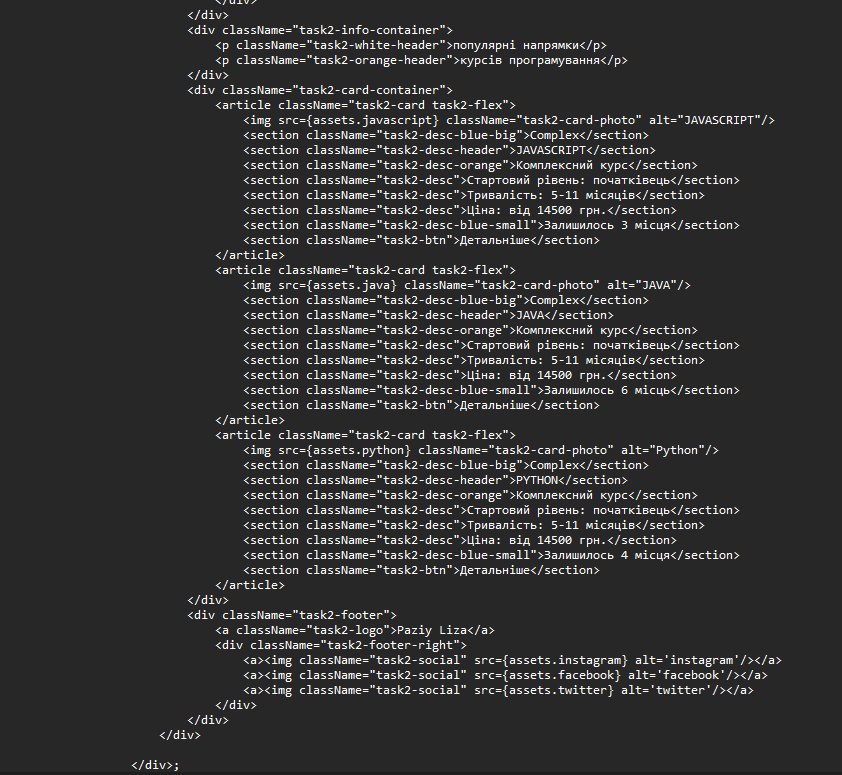 </div>
</div>
<div className="task2-info-container">
<p className="task2-white-header">популярні напрямки</p>
<p className="task2-orange-header">курсів програмування</p>
</div>
<div className="task2-card-container">
<article className="task2-card task2-flex">
<img src={assets.javascript} className="task2-card-photo" alt="JAVASCRIPT"/>
<section className="task2-desc-blue-big">Complex</section>
<section className="task2-desc-header">JAVASCRIPT</section>
<section className="task2-desc-orange">Комплексний курс</section>
<section className="task2-desc">Стартовий рівень: початківець</section>
<section className="task2-desc">Тривалість: 5-11 місяців</section>
<section className="task2-desc">Ціна: від 14500 грн.</section>
<section className="task2-desc-blue-small">Залишилось 3 місця</section>
<section className="task2-btn">Детальніше</section>
</article>
<article className="task2-card task2-flex">
<img src={assets.java} className="task2-card-photo" alt="JAVA"/>
<section className="task2-desc-blue-big">Complex</section>
<section className="task2-desc-header">JAVA</section>
<section className="task2-desc-orange">Комплексний курс</section>
<section className="task2-desc">Стартовий рівень: початківець</section>
<section className="task2-desc">Тривалість: 5-11 місяців</section>
<section className="task2-desc">Ціна: від 14500 грн.</section>
<section className="task2-desc-blue-small">Залишилось 6 місць</section>
<section className="task2-btn">Детальніше</section>
</article>
<article className="task2-card task2-flex">
<img src={assets.python} className="task2-card-photo" alt="Python"/>
<section className="task2-desc-blue-big">Complex</section>
<section className="task2-desc-header">PYTHON</section>
<section className="task2-desc-orange">Комплексний курс</section>
<section className="task2-desc">Стартовий рівень: початківець</section>
<section className="task2-desc">Тривалість: 5-11 місяців</section>
<section className="task2-desc">Ціна: від 14500 грн.</section>
<section className="task2-desc-blue-small">Залишилось 4 місця</section>
<section className="task2-btn">Детальніше</section>
</article>
</div>
<div className="task2-footer">
<a className="task2-logo">Paziy Liza</a>
<div className="task2-footer-right">
<a><img className="task2-social" src={assets.instagram} alt='instagram'/></a>
<a><img className="task2-social" src={assets.facebook} alt='facebook'/></a>
<a><img className="task2-social" src={assets.twitter} alt='twitter'/></a>
</div>
</div>
</div>
</div>;